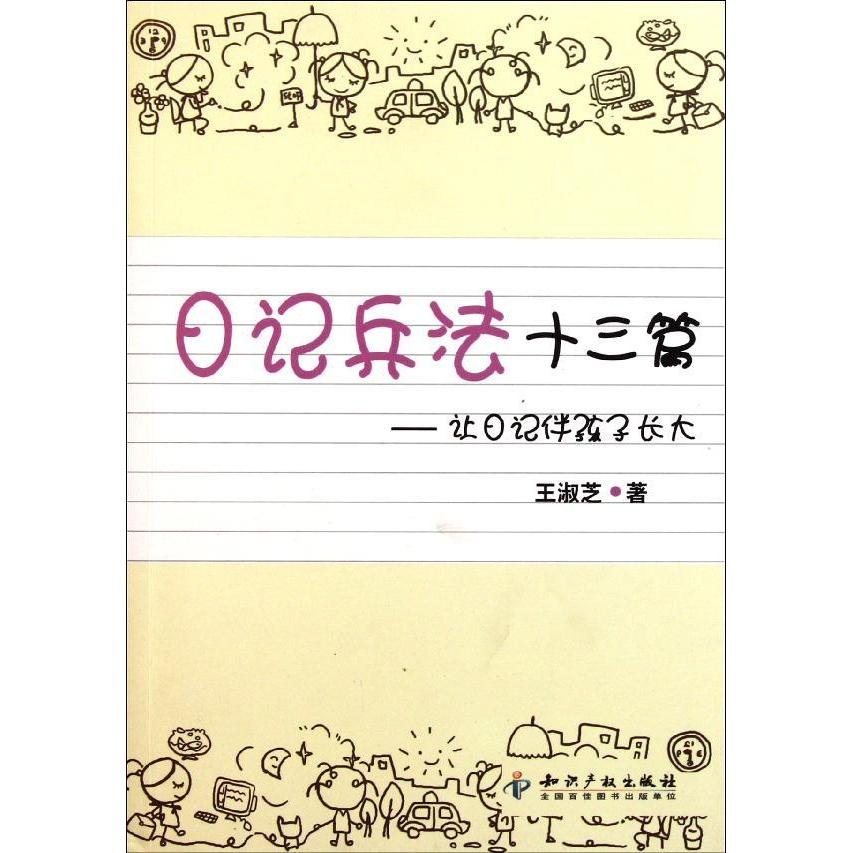 日记兵法十三篇
——让日记伴孩子长大
王淑芝•著
知识产权出版社
全国百佳图书出版单位